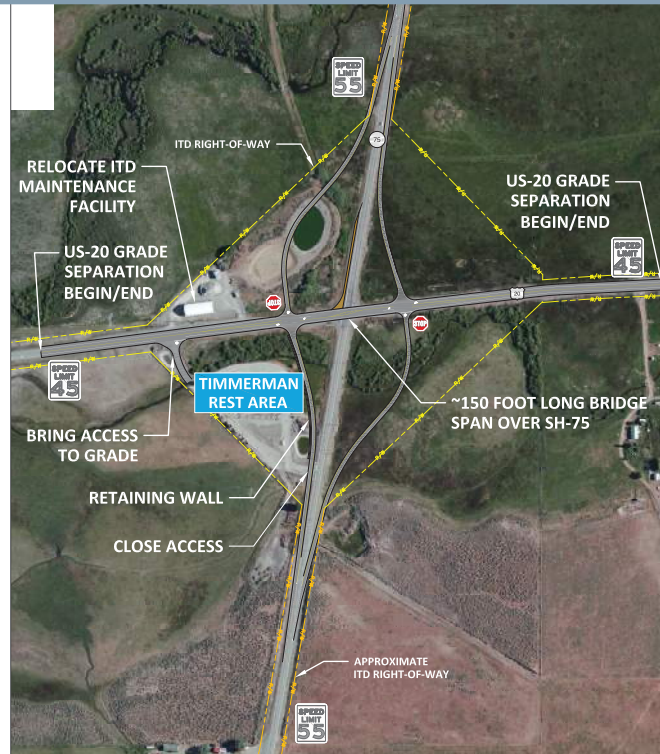 SPEED
LIMIT
55
75
ITD RIGHT-OF-WAY
RELOCATE ITD
MAINTENANCE
FACILITY
US-20 GRADE
SEPARATION
BEGIN/END
US-20 GRADE
SEPARATION
BEGIN/END
SPEED
LIMIT
45
20
STOP
STOP
SPEED
LIMIT
45
TIMMERMAN
REST AREA
~150 FOOT LONG BRIDGE
SPAN OVER SH-75
BRING ACCESS
TO GRADE
RETAINING WALL
CLOSE ACCESS
APPROXIMATE
ITD RIGHT-OF-WAY
SPEED
LIMIT
55